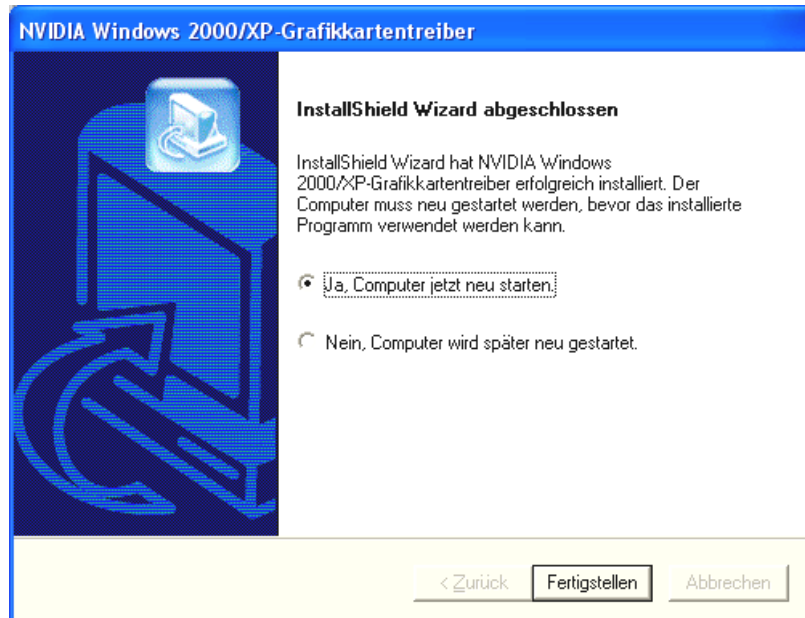 NVIDIA Windows 2000/XP-Grafikkartentreiber
InstallShield Wizard abgeschlossen
InstallShield Wizard hat NVIDIA Windows
2000/XP-Grafikkartentreiber erfolgreich installiert. Der
Computer muss neu gestartet werden, bevor das installierte
Programm verwendet werden kann.
Ja, Computer jetzt neu starten.
Nein, Computer wird später neu gestartet.
< Zurück Fertigstellen Abbrechen